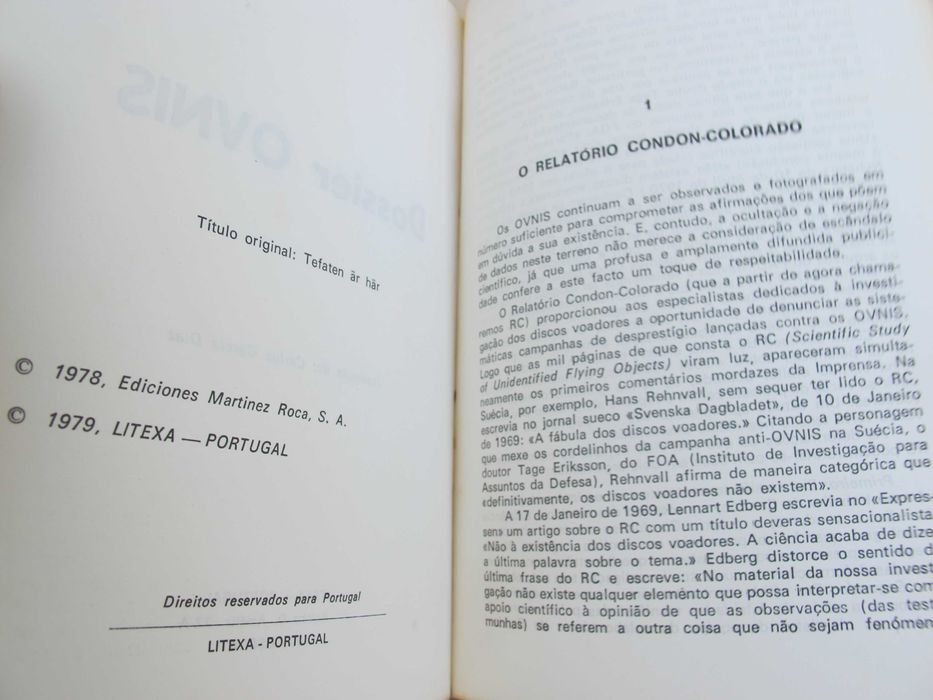 Título original: Tefaten är här
© 1978, Ediciones Martinez Roca, S. A.
© 1979, LITEXA — PORTUGAL
Direitos reservados para Portugal
LITEXA - PORTUGAL
1
O RELATÓRIO CONDON-COLORADO
Os OVNIS continuam a ser observados e fotografados em
número suficiente para comprometer as afirmações dos que põem
em dúvida a sua existência. E, contudo, a ocultação e a negação
de dados neste terreno não merece a consideração de escândalo
científico, já que uma profusa e amplamente difundida publici-
dade confere a este facto um toque de respeitabilidade.
O Relatório Condon-Colorado (que a partir de agora chama-
remos RC) proporcionou aos especialistas dedicados à investi-
gação dos discos voadores a oportunidade de denunciar as siste-
máticas campanhas de desprestígio lançadas contra os OVNIS.
Logo que as mil páginas de que consta o RC (Scientific Study
of Unidentified Flying Objects) viram luz, apareceram simulta-
neamente os primeiros comentários mordazes da Imprensa. Na
Suécia, por exemplo, Hans Rehnvall, sem sequer ter lido o RC,
escrevia no jornal sueco «Svenska Dagbladet», de 10 de Janeiro
de 1969: «A fábula dos discos voadores.» Citando a personagem
que mexe os cordelinhos da campanha anti-OVNIS na Suécia, o
doutor Tage Eriksson, do FOA (Instituto de Investigação para
Assuntos da Defesa), Rehnvall afirma de maneira categórica que
«definitivamente, os discos voadores não existem».
A 17 de Janeiro de 1969, Lennart Edberg escrevia no «Expres-
sen» um artigo sobre o RC com um título deveras sensacionalista
«Não à existência dos discos voadores. A ciência acaba de dize
a última palavra sobre o tema.» Edberg distorce o sentido d
última frase do RC e escreve: «No material da nossa invest
gação não existe qualquer elemento que possa interpretar-se com
apoio científico à opinião de que as observações (das test
munhas) se referem a outra coisa que não sejam fenómen